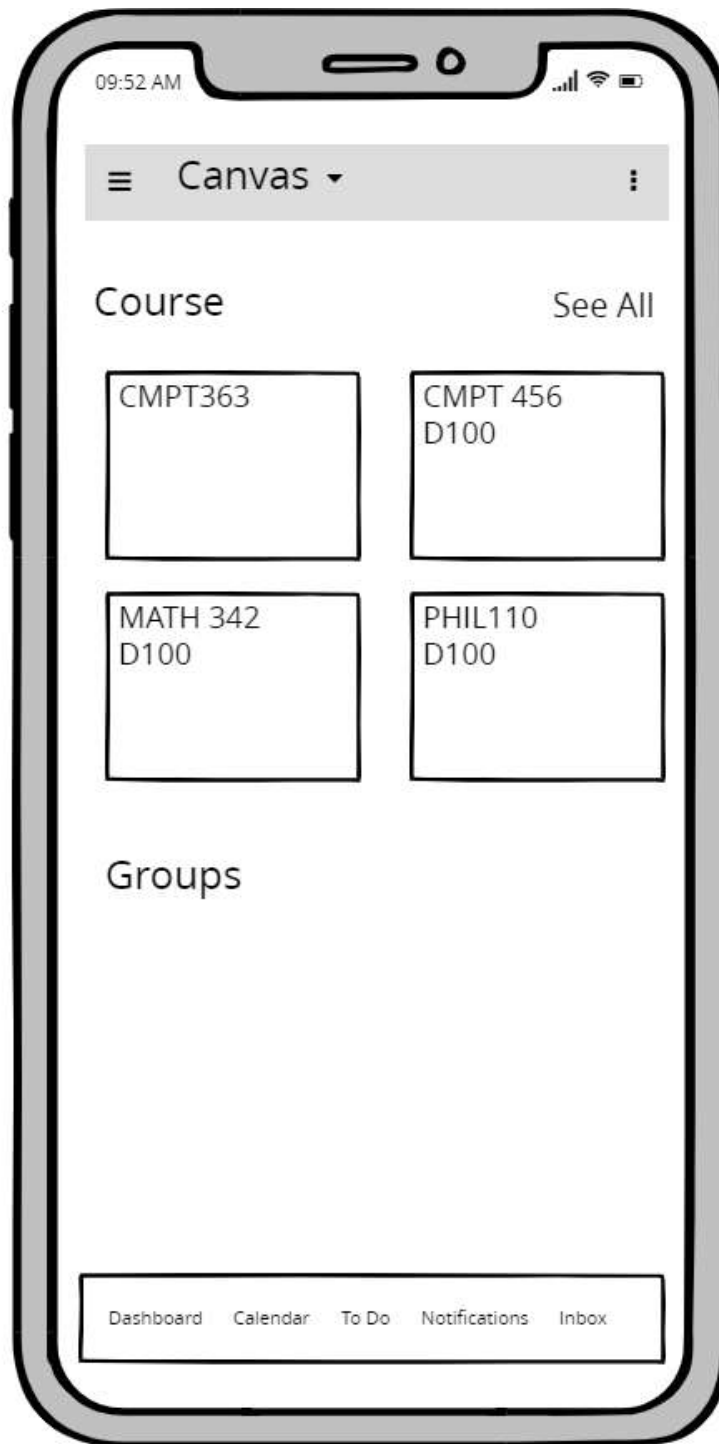 09:52 AM
Canvas
Course
See All
CMPT363
CMPT 456
D100
MATH 342
D100
PHIL110
D100
Groups
Dashboard Calendar To Do Notifications Inbox